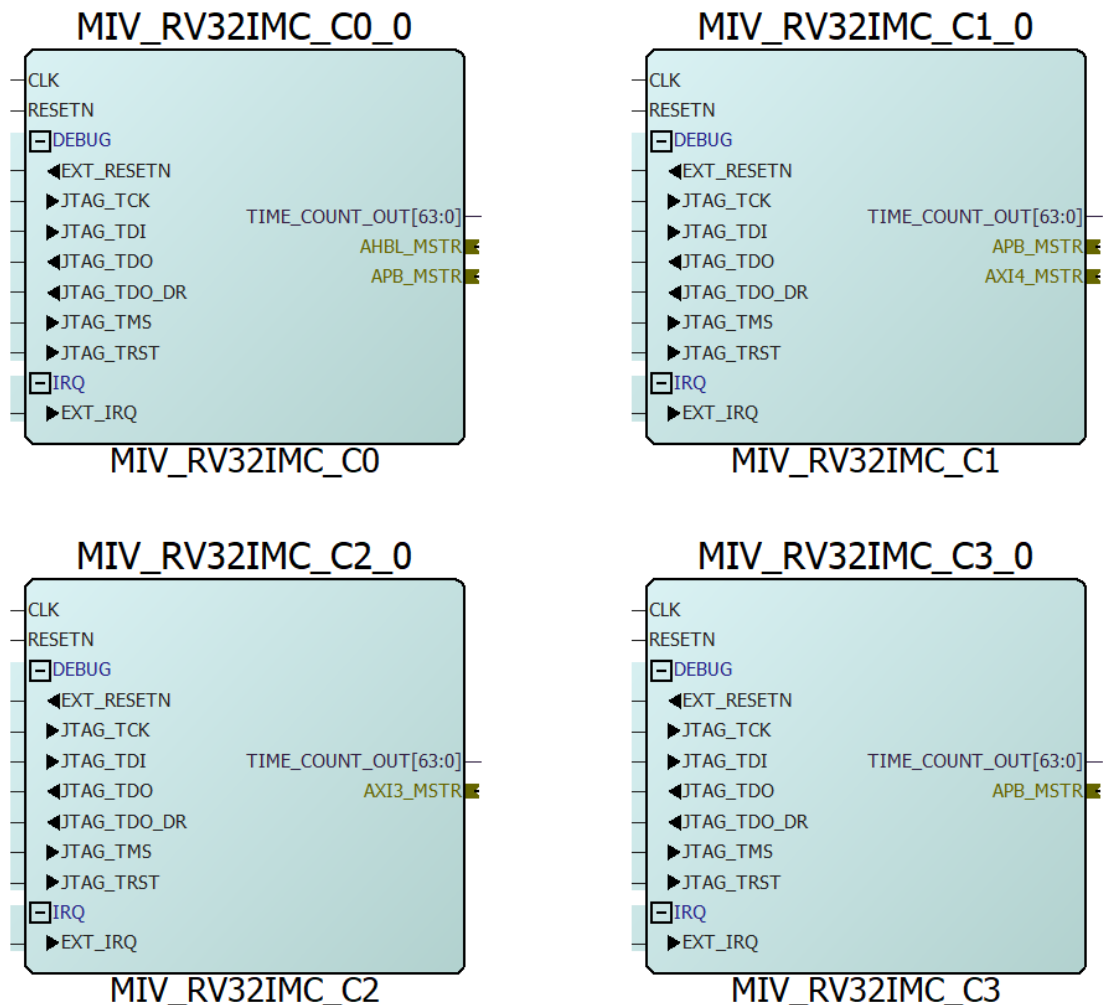 MIV_RV32IMC_C0_0
CLK
RESETN
DEBUG
EXT_RESETN
JTAG_TCK
JTAG_TDI
JTAG_TDO
JTAG_TDO_DR
JTAG_TMS
JTAG_TRST
IRQ
EXT_IRQ
TIME_COUNT_OUT[63:0]
AHBL_MSTR
APB_MSTR
MIV_RV32IMC_C0
MIV_RV32IMC_C1_0
CLK
RESETN
DEBUG
EXT_RESETN
JTAG_TCK
JTAG_TDI
JTAG_TDO
JTAG_TDO_DR
JTAG_TMS
JTAG_TRST
IRQ
EXT_IRQ
TIME_COUNT_OUT[63:0]
APB_MSTR
AXI4_MSTR
MIV_RV32IMC_C1
MIV_RV32IMC_C2_0
CLK
RESETN
DEBUG
EXT_RESETN
JTAG_TCK
JTAG_TDI
JTAG_TDO
JTAG_TDO_DR
JTAG_TMS
JTAG_TRST
IRQ
EXT_IRQ
TIME_COUNT_OUT[63:0]
AXI3_MSTR
MIV_RV32IMC_C2
MIV_RV32IMC_C3_0
CLK
RESETN
DEBUG
EXT_RESETN
JTAG_TCK
JTAG_TDI
JTAG_TDO
JTAG_TDO_DR
JTAG_TMS
JTAG_TRST
IRQ
EXT_IRQ
TIME_COUNT_OUT[63:0]
APB_MSTR
MIV_RV32IMC_C3